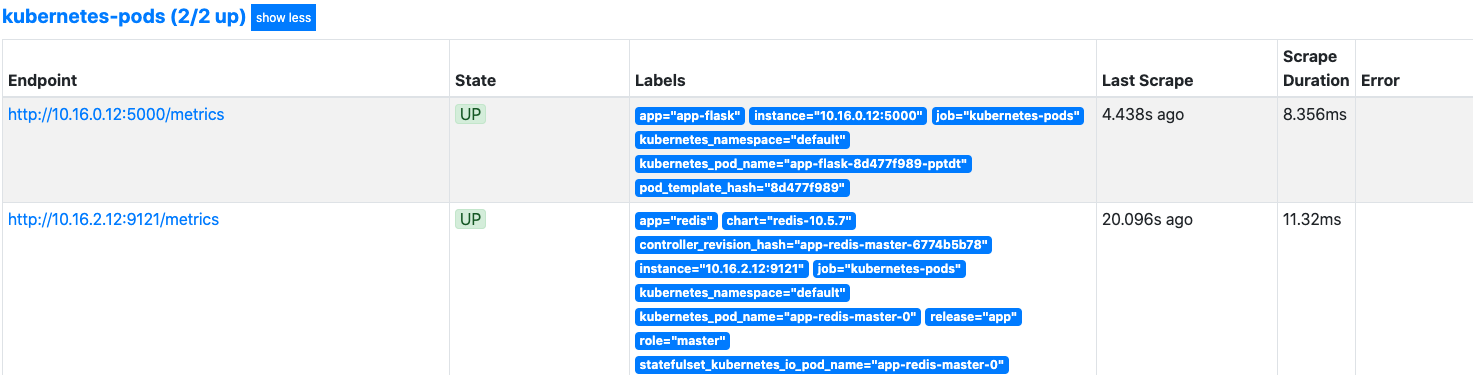 kubernetes-pods (2/2 up) show less
Endpoint State Labels Last Scrape Scrape Duration Error
http://10.16.0.12:5000/metrics UP app="app-flask" instance="10.16.0.12:5000" job="kubernetes-pods" 4.438s ago 8.356ms
kubernetes_namespace="default"
kubernetes_pod_name="app-flask-8d477f989-pptdt"
pod_template_hash="8d477f989"
http://10.16.2.12:9121/metrics UP app="redis" chart="redis-10.5.7" 20.096s ago 11.32ms
controller_revision_hash="app-redis-master-6774b5b78"
instance="10.16.2.12:9121" job="kubernetes-pods"
kubernetes_namespace="default"
kubernetes_pod_name="app-redis-master-0" release="app"
role="master"
statefulset_kubernetes_io_pod_name="app-redis-master-0"